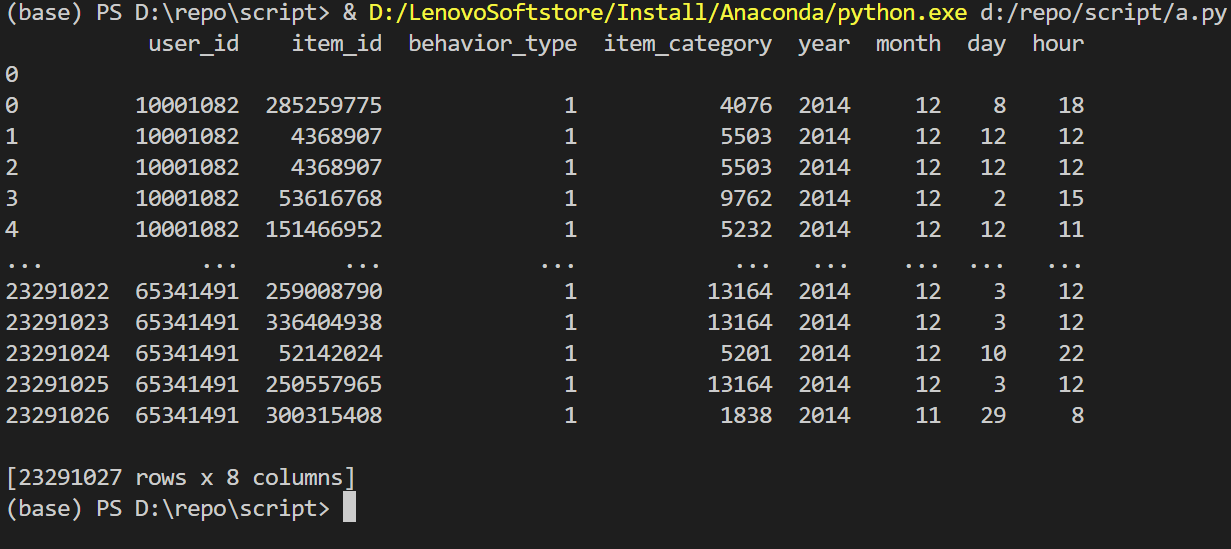 (base) PS D:\repo\script> & D:/LenovoSoftstore/Install/Anaconda/python.exe d:/repo/script/a.py
user_id item_id behavior_type item_category year month day hour
0
0 10001082 285259775 1 4076 2014 12 8 18
1 10001082 4368907 1 5503 2014 12 12 12
2 10001082 4368907 1 5503 2014 12 12 12
3 10001082 53616768 1 9762 2014 12 2 15
4 10001082 151466952 1 5232 2014 12 12 11
... ... ... ... ... ... ... ... ...
23291022 65341491 259008790 1 13164 2014 12 3 12
23291023 65341491 336404938 1 13164 2014 12 3 12
23291024 65341491 52142024 1 5201 2014 12 10 22
23291025 65341491 250557965 1 13164 2014 12 3 12
23291026 65341491 300315408 1 1838 2014 11 29 8
[23291027 rows x 8 columns]
(base) PS D:\repo\script>